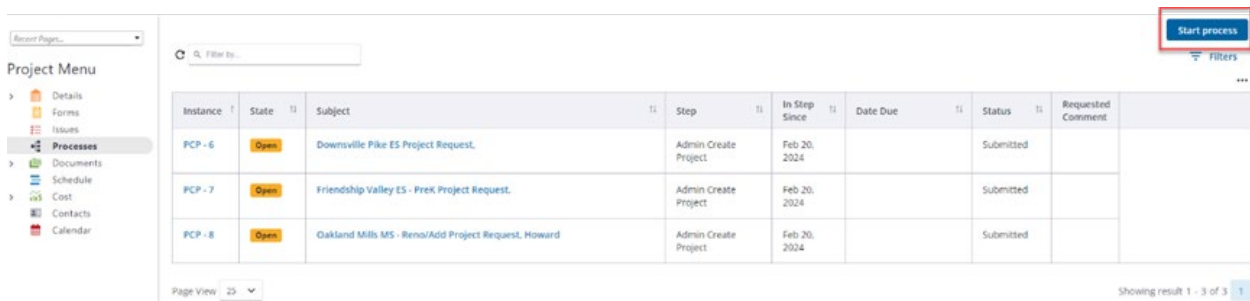 Start process
Recent Pages...
Filter by...
Filters
Project Menu
Details
Forms
Issues
Processes
Documents
Schedule
Cost
Contacts
Calendar
Instance State Subject Step In Step Since Date Due Status Requested Comment
PCP - 6 Open Downsville Pike ES Project Request, Admin Create Project Feb 20, 2024 Submitted
PCP - 7 Open Friendship Valley ES - PreK Project Request, Admin Create Project Feb 20, 2024 Submitted
PCP - 8 Open Oakland Mills MS - Reno/Add Project Request, Howard Admin Create Project Feb 20, 2024 Submitted
Page View 25
Showing result 1 - 3 of 3 1